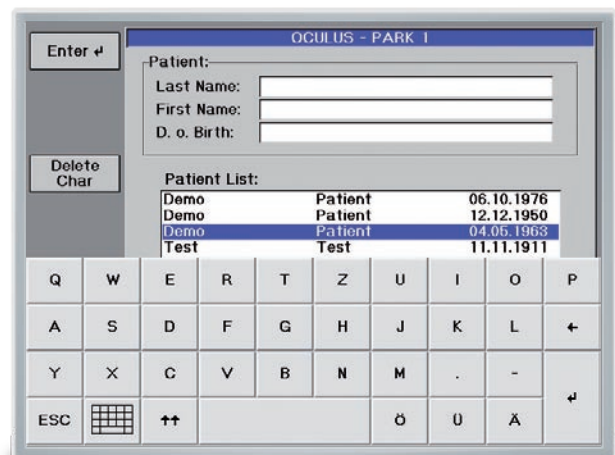 OCULUS - PARK 1
Enter ↵
Patient:
Last Name:
First Name:
D. o. Birth:
Delete
Char
Patient List:
Demo Patient 06.10.1976
Demo Patient 12.12.1950
Demo Patient 04.05.1963
Test Test 11.11.1911
Q W E R T Z U I O P
A S D F G H J K L ←
Y X C V B N M . - ↵
ESC ↑↑ Ö Ü Ä